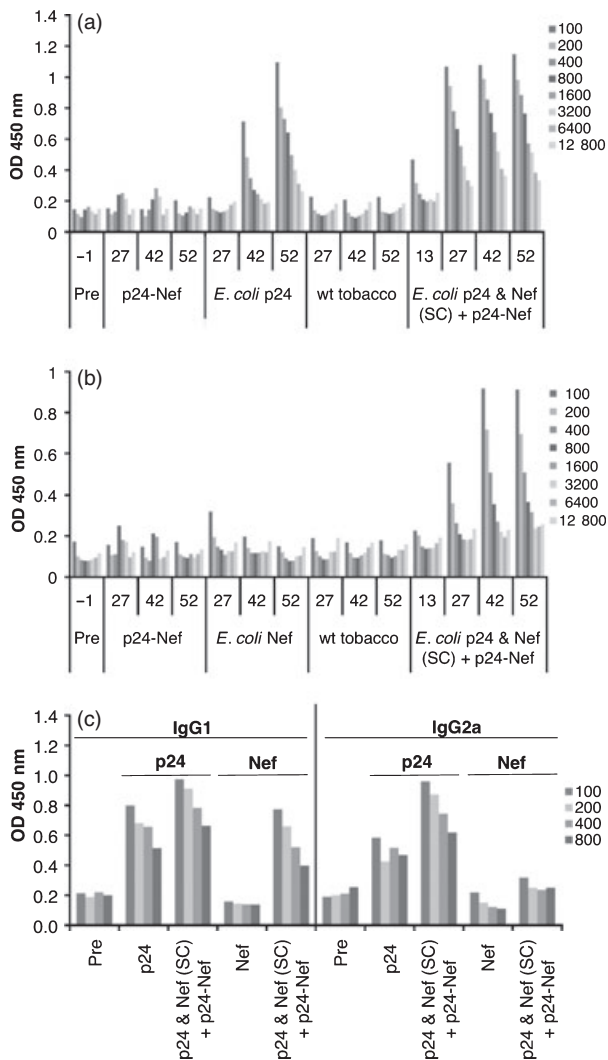 (a)
OD 450 nm
1.4
1.2
1
0.8
0.6
0.4
0.2
0
100
200
400
800
1600
3200
6400
12 800
−1 27 42 52 27 42 52 27 42 52 13 27 42 52
Pre p24-Nef E. coli p24 wt tobacco E. coli p24 & Nef
(SC) + p24-Nef
(b)
OD 450 nm
1
0.8
0.6
0.4
0.2
0
100
200
400
800
1600
3200
6400
12 800
−1 27 42 52 27 42 52 27 42 52 13 27 42 52
Pre p24-Nef E. coli Nef wt tobacco E. coli p24 & Nef
(SC) + p24-Nef
(c)
OD 450 nm
1.4
1.2
1.0
0.8
0.6
0.4
0.2
0.0
IgG1 IgG2a
p24 Nef p24 Nef
100
200
400
800
Pre
p24
p24 & Nef (SC)
+ p24-Nef
Nef
p24 & Nef (SC)
+ p24-Nef
Pre
p24
p24 & Nef (SC)
+ p24-Nef
Nef
p24 & Nef (SC)
+ p24-Nef